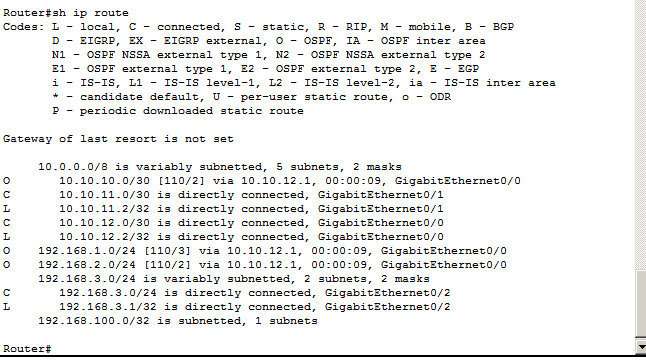 Router#sh ip route
Codes: L - local, C - connected, S - static, R - RIP, M - mobile, B - BGP
       D - EIGRP, EX - EIGRP external, O - OSPF, IA - OSPF inter area
       N1 - OSPF NSSA external type 1, N2 - OSPF NSSA external type 2
       E1 - OSPF external type 1, E2 - OSPF external type 2, E - EGP
       i - IS-IS, L1 - IS-IS level-1, L2 - IS-IS level-2, ia - IS-IS inter area
       * - candidate default, U - per-user static route, o - ODR
       P - periodic downloaded static route
Gateway of last resort is not set
     10.0.0.0/8 is variably subnetted, 5 subnets, 2 masks
O       10.10.10.0/30 [110/2] via 10.10.12.1, 00:00:09, GigabitEthernet0/0
C       10.10.11.0/30 is directly connected, GigabitEthernet0/1
L       10.10.11.2/32 is directly connected, GigabitEthernet0/1
C       10.10.12.0/30 is directly connected, GigabitEthernet0/0
L       10.10.12.2/32 is directly connected, GigabitEthernet0/0
O    192.168.1.0/24 [110/3] via 10.10.12.1, 00:00:09, GigabitEthernet0/0
O    192.168.2.0/24 [110/2] via 10.10.12.1, 00:00:09, GigabitEthernet0/0
     192.168.3.0/24 is variably subnetted, 2 subnets, 2 masks
C       192.168.3.0/24 is directly connected, GigabitEthernet0/2
L       192.168.3.1/32 is directly connected, GigabitEthernet0/2
     192.168.100.0/32 is subnetted, 1 subnets
Router#